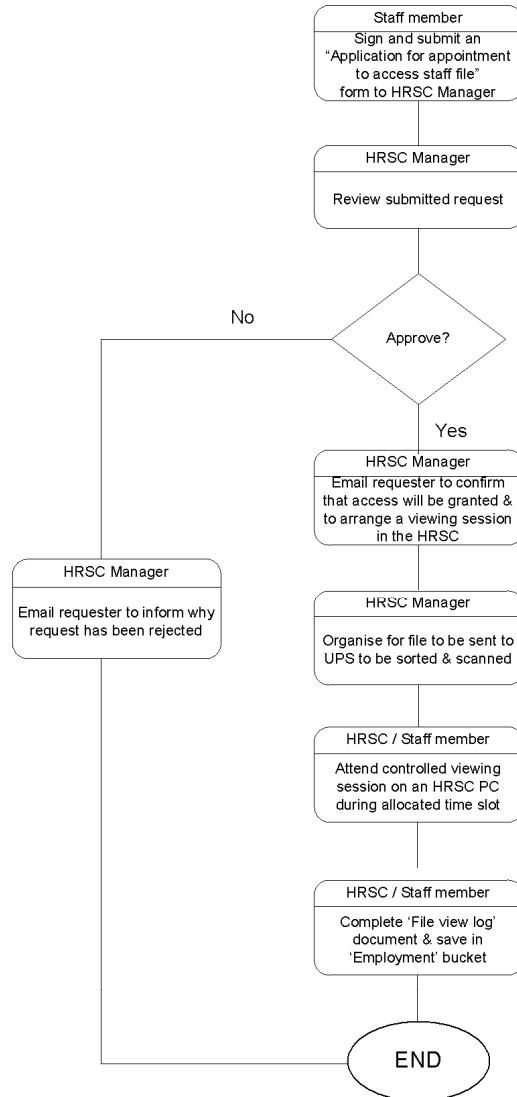 Staff member
Sign and submit an
“Application for appointment
to access staff file”
form to HRSC Manager
HRSC Manager
Review submitted request
Approve?
No
Yes
HRSC Manager
Email requester to confirm
that access will be granted &
to arrange a viewing session
in the HRSC
HRSC Manager
Email requester to inform why
request has been rejected
HRSC Manager
Organise for file to be sent to
UPS to be sorted & scanned
HRSC / Staff member
Attend controlled viewing
session on an HRSC PC
during allocated time slot
HRSC / Staff member
Complete ‘File view log’
document & save in
‘Employment’ bucket
END